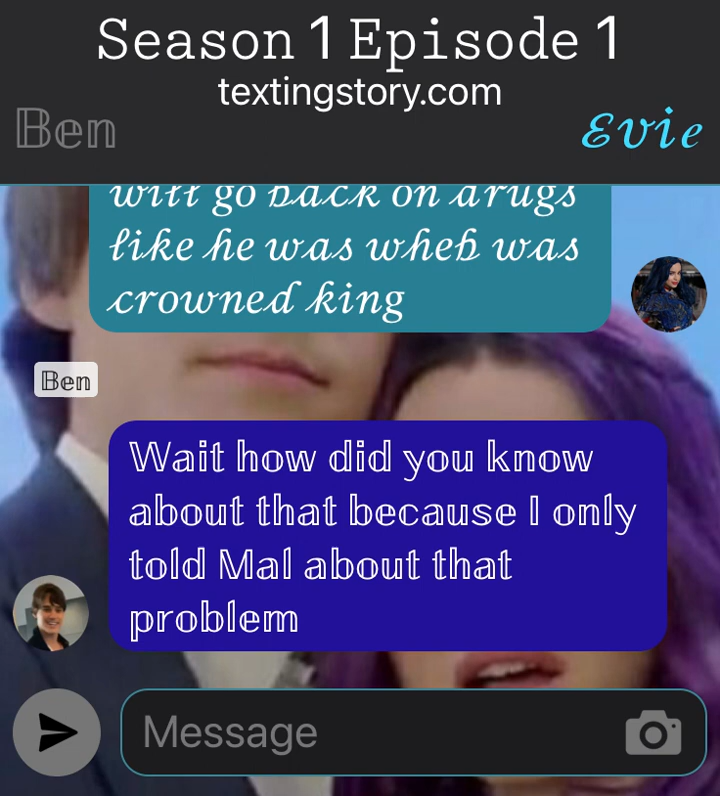 Season 1 Episode 1
textingstory.com
Ben
Evie
will go back on drugs
like he was wheb was
crowned king
Ben
Wait how did you know
about that because I only
told Mal about that
problem
Message